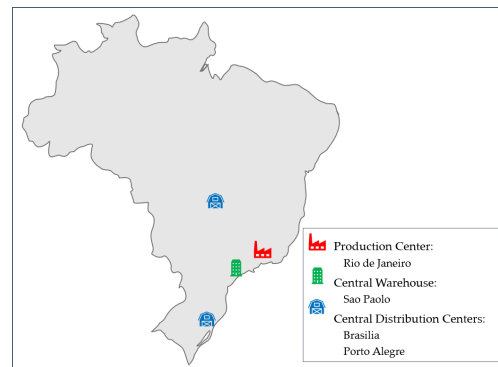 Production Center:
Rio de Janeiro
Central Warehouse:
Sao Paolo
Central Distribution Centers:
Brasilia
Porto Alegre